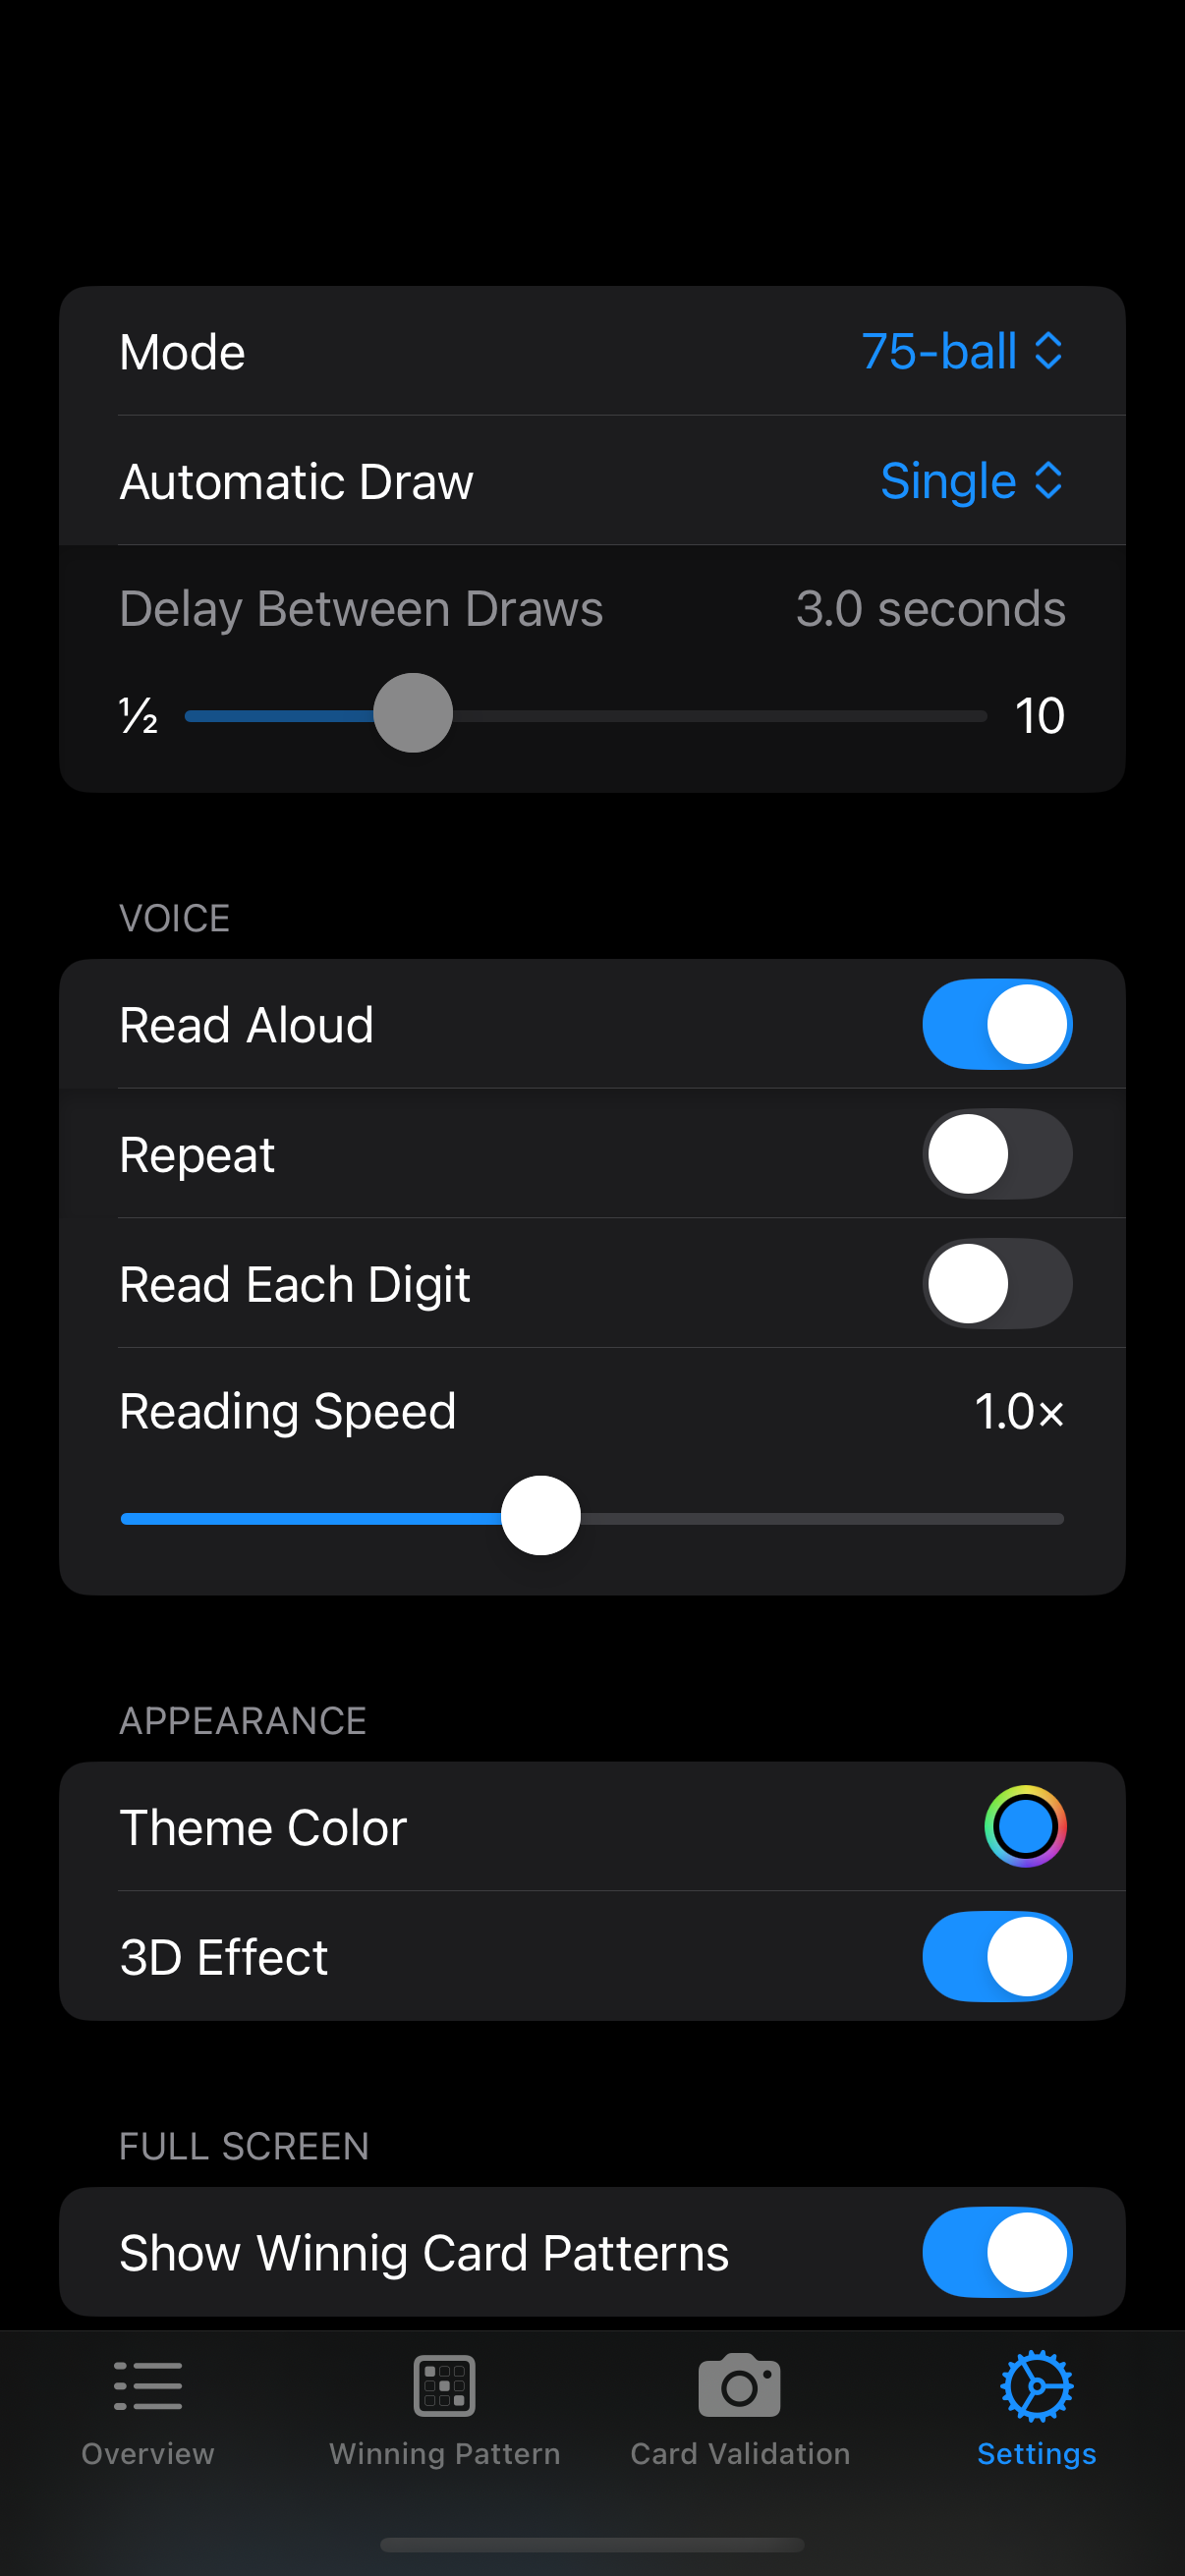 Mode 75-ball
Automatic Draw Single
Delay Between Draws 3.0 seconds
½ 10
VOICE
Read Aloud
Repeat
Read Each Digit
Reading Speed 1.0×
APPEARANCE
Theme Color
3D Effect
FULL SCREEN
Show Winnig Card Patterns
Overview Winning Pattern Card Validation Settings